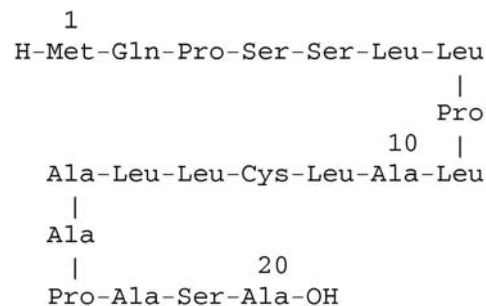 1
H-Met-Gln-Pro-Ser-Ser-Leu-Leu
|
Pro
10 |
Ala-Leu-Leu-Cys-Leu-Ala-Leu
|
Ala
| 20
Pro-Ala-Ser-Ala-OH